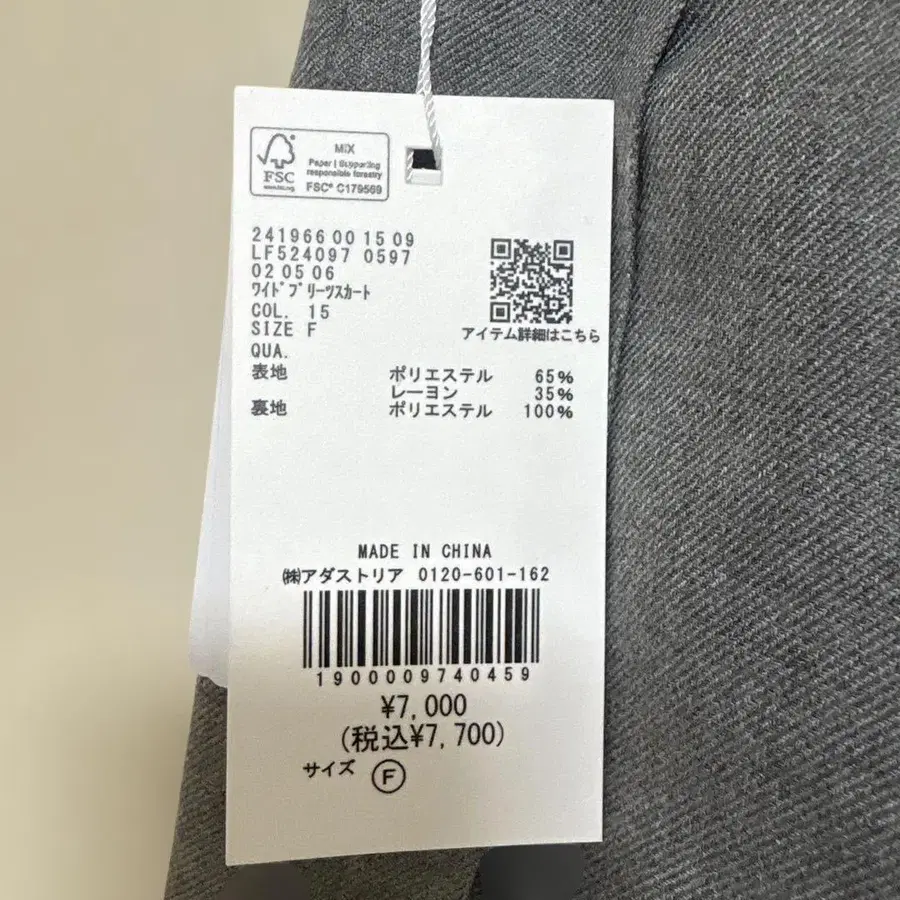 MIX
Paper | Supporting
responsible forestry
FSC® C179569
FSC
www.fsc.org
241966 00 15 09
LF524097 0597
02 05 06
ﾜｲﾄﾞﾌﾟﾘｰﾂｽｶｰﾄ
COL. 15
SIZE F
アイテム詳細はこちら
QUA.
表地 ポリエステル 65%
レーヨン 35%
裏地 ポリエステル 100%
MADE IN CHINA
㈱アダストリア 0120-601-162
1900009740459
¥7,000
(税込¥7,700)
サイズ F